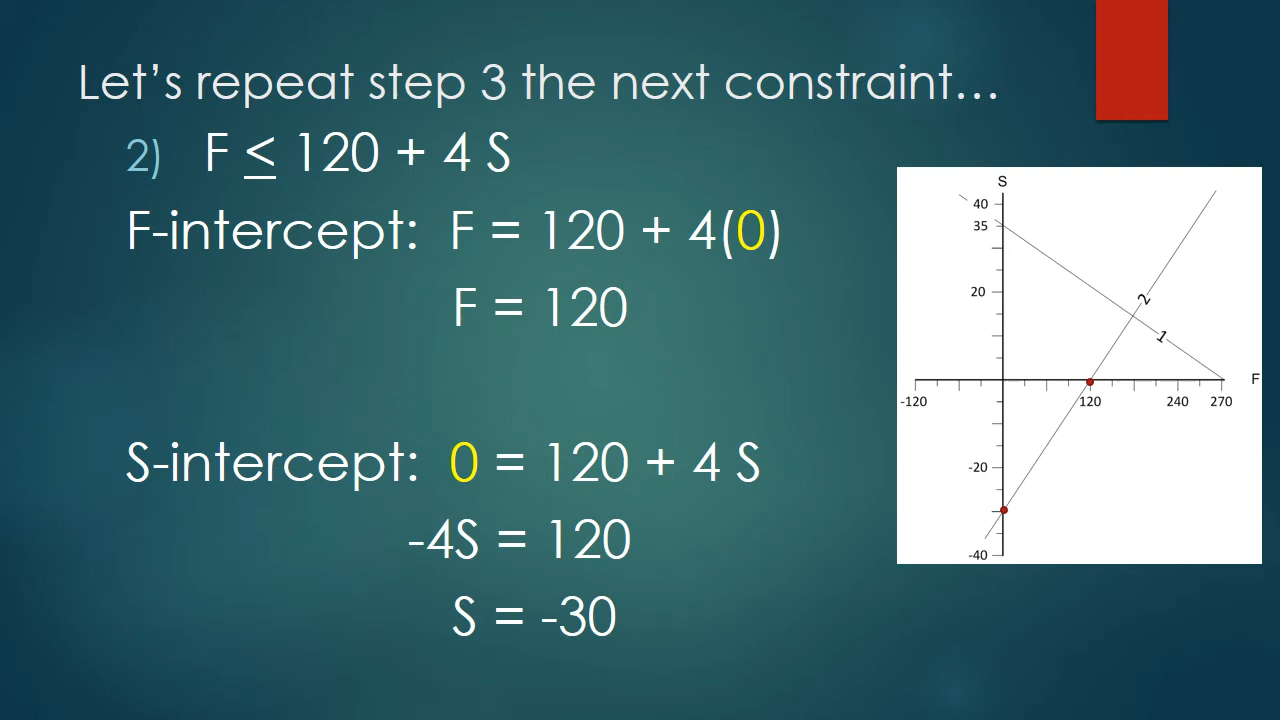 Let's repeat step 3 the next constraint…
2) F ≤ 120 + 4 S
F-intercept: F = 120 + 4(0)
F = 120
S-intercept: 0 = 120 + 4 S
-4S = 120
S = -30
S
40
35
20
2
1
F
-120
120
240
270
-20
-40